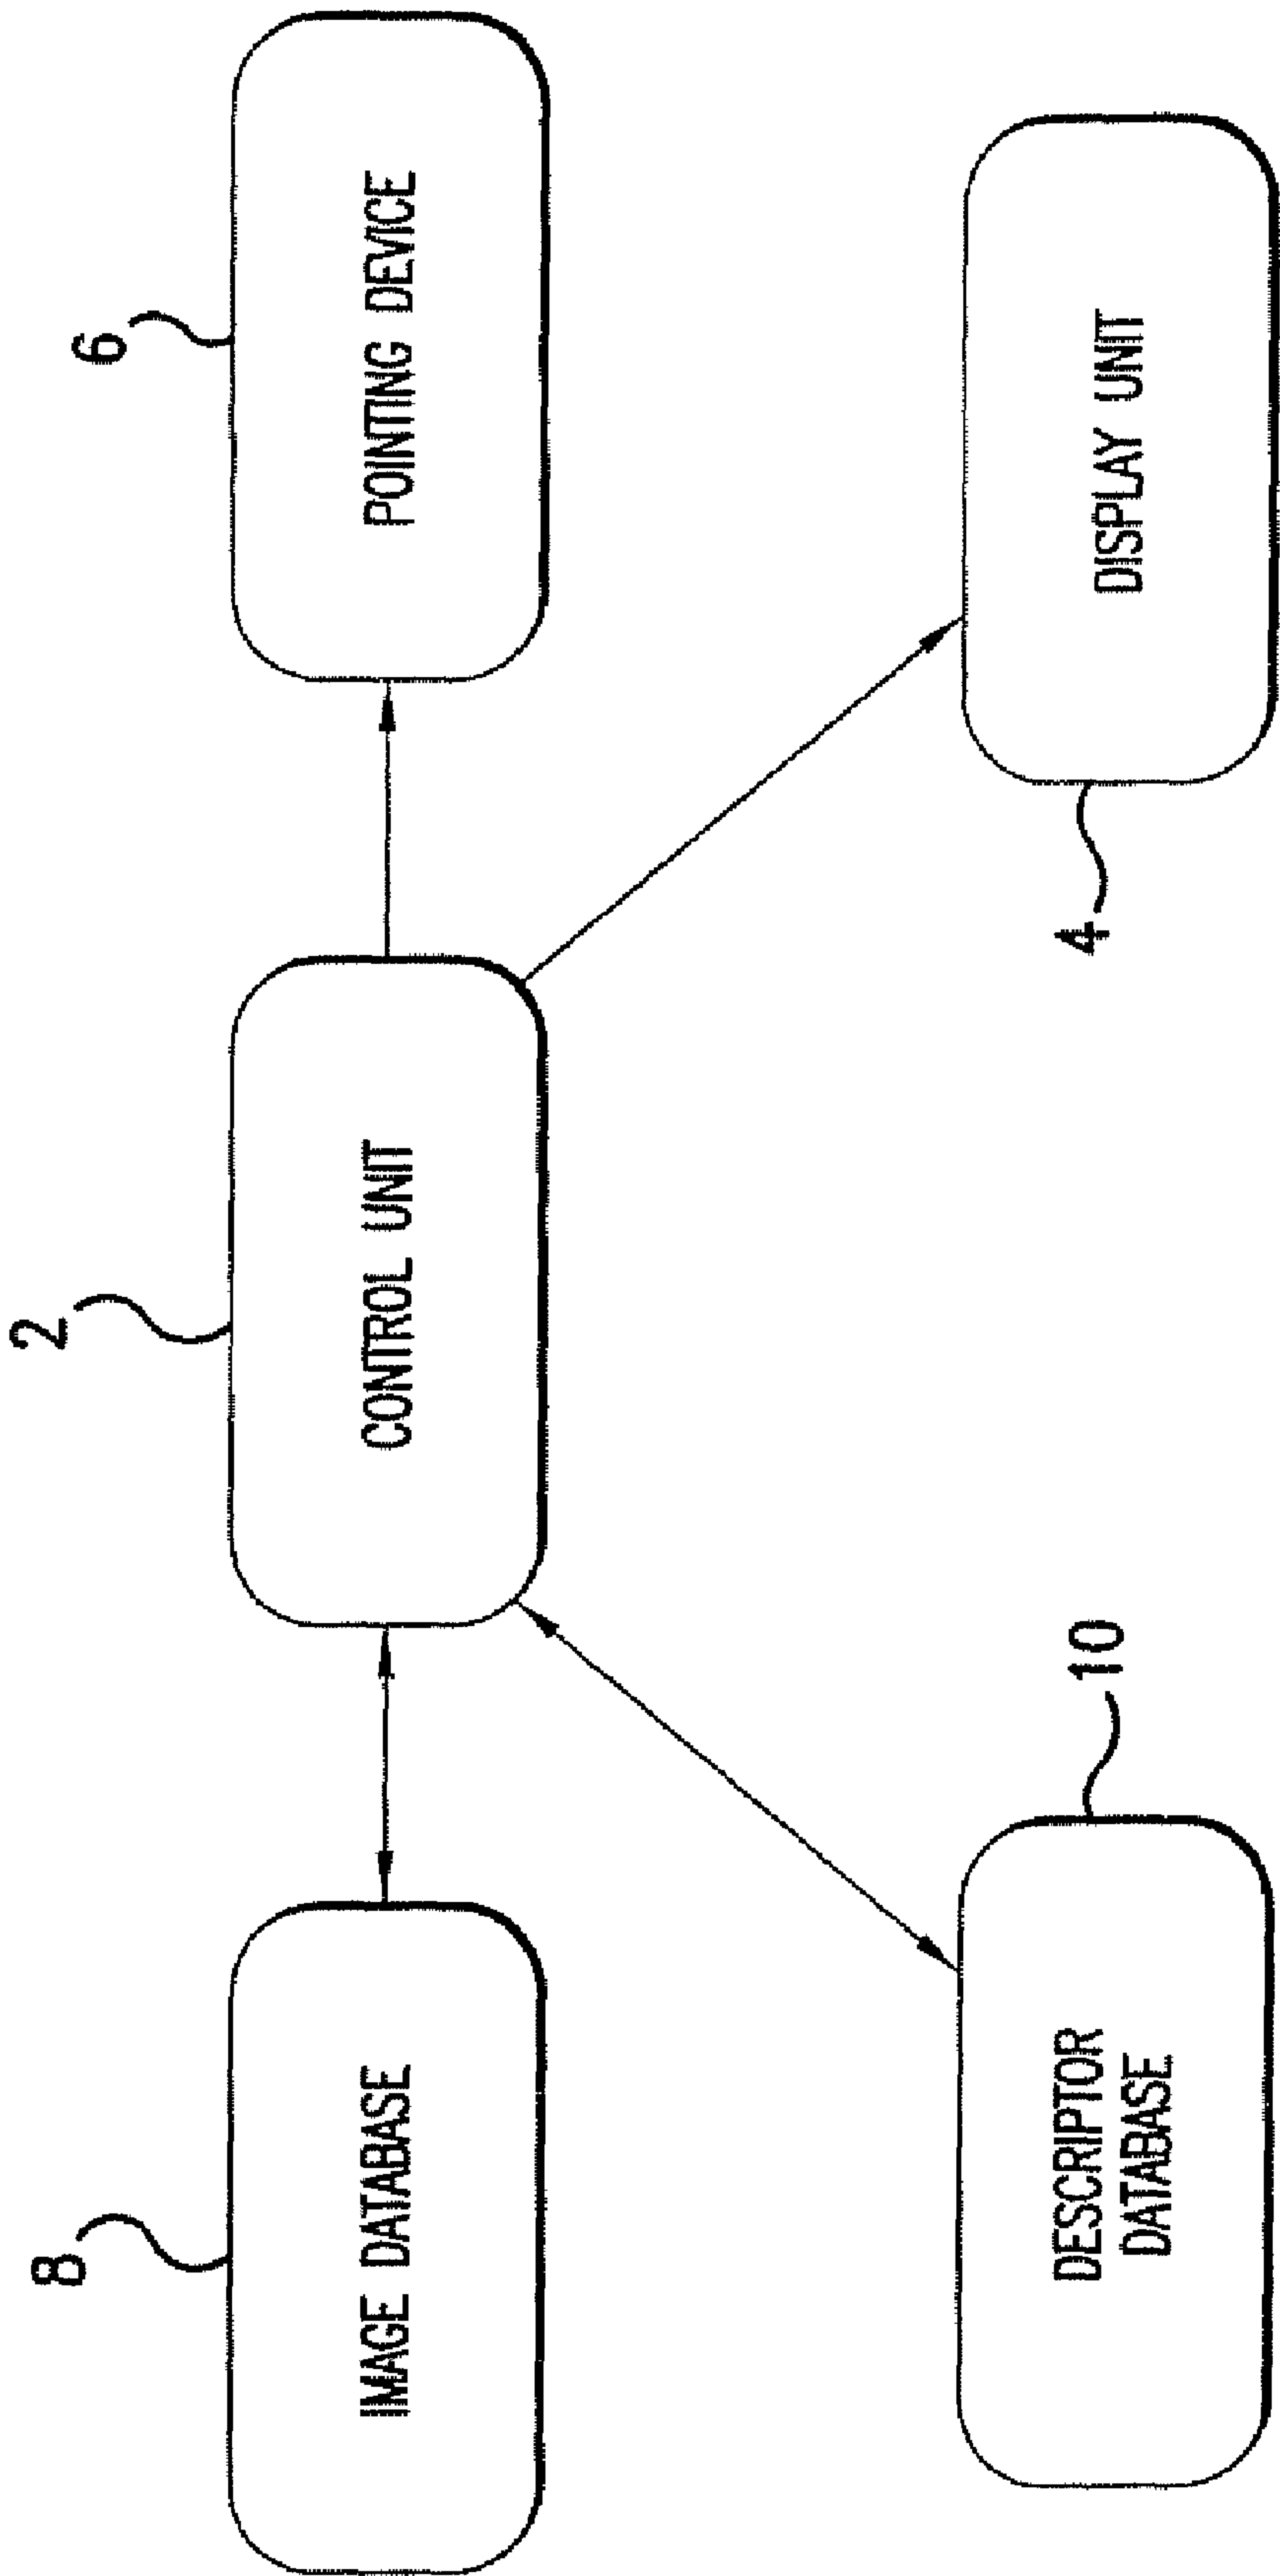 8
IMAGE DATABASE
2
CONTROL UNIT
6
POINTING DEVICE
DESCRIPTOR
DATABASE
10
4
DISPLAY UNIT